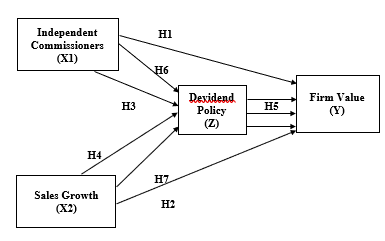 Independent
Commissioners
(X1)
H1
H6
H3
Devidend
Policy
(Z)
H5
Firm Value
(Y)
H4
H7
H2
Sales Growth
(X2)